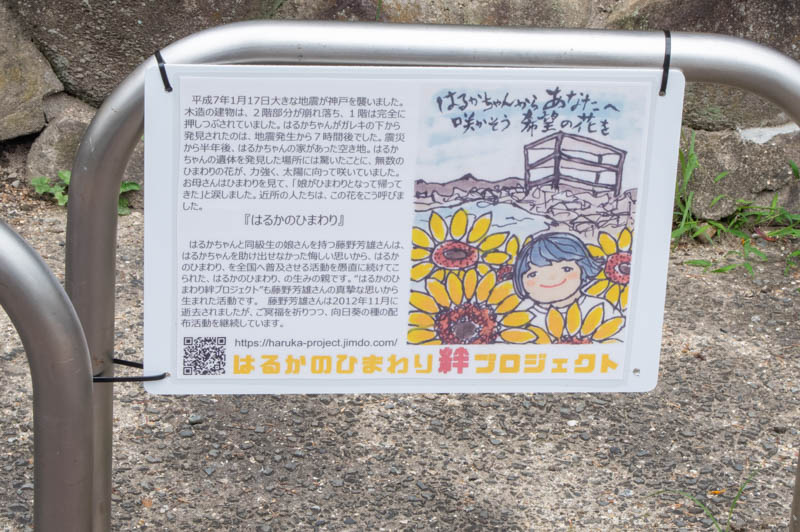 平成7年1月17日大きな地震が神戸を襲いました。
木造の建物は、2階部分が崩れ落ち、1階は完全に
押しつぶされていました。はるかちゃんがガレキの下から
発見されたのは、地震発生から7時間後でした。震災
から半年後、はるかちゃんの家があった空き地。はるか
ちゃんの遺体を発見した場所には驚いたことに、無数の
ひまわりの花が、力強く、太陽に向って咲いていました。
お母さんはひまわりを見て、「娘がひまわりとなって帰って
きた」と涙しました。近所の人たちは、この花をこう呼びま
した。
『はるかのひまわり』
はるかちゃんと同級生の娘さんを持つ藤野芳雄さんは、
はるかちゃんを助け出せなかった悔しい思いから、はるか
のひまわり、を全国へ普及させる活動を愚直に続けてこ
られた、はるかのひまわり、の生みの親です。"はるかのひ
まわり絆プロジェクト"も藤野芳雄さんの真摯な思いから
生まれた活動です。 藤野芳雄さんは2012年11月に
逝去されましたが、ご冥福を祈りつつ、向日葵の種の配
布活動を継続しています。
https://haruka-project.jimdo.com/
はるかちゃんから あなたへ
咲かそう 希望の花を
はるかのひまわり絆プロジェクト